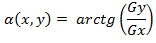 α(x, y) = arctg (Gy/Gx)